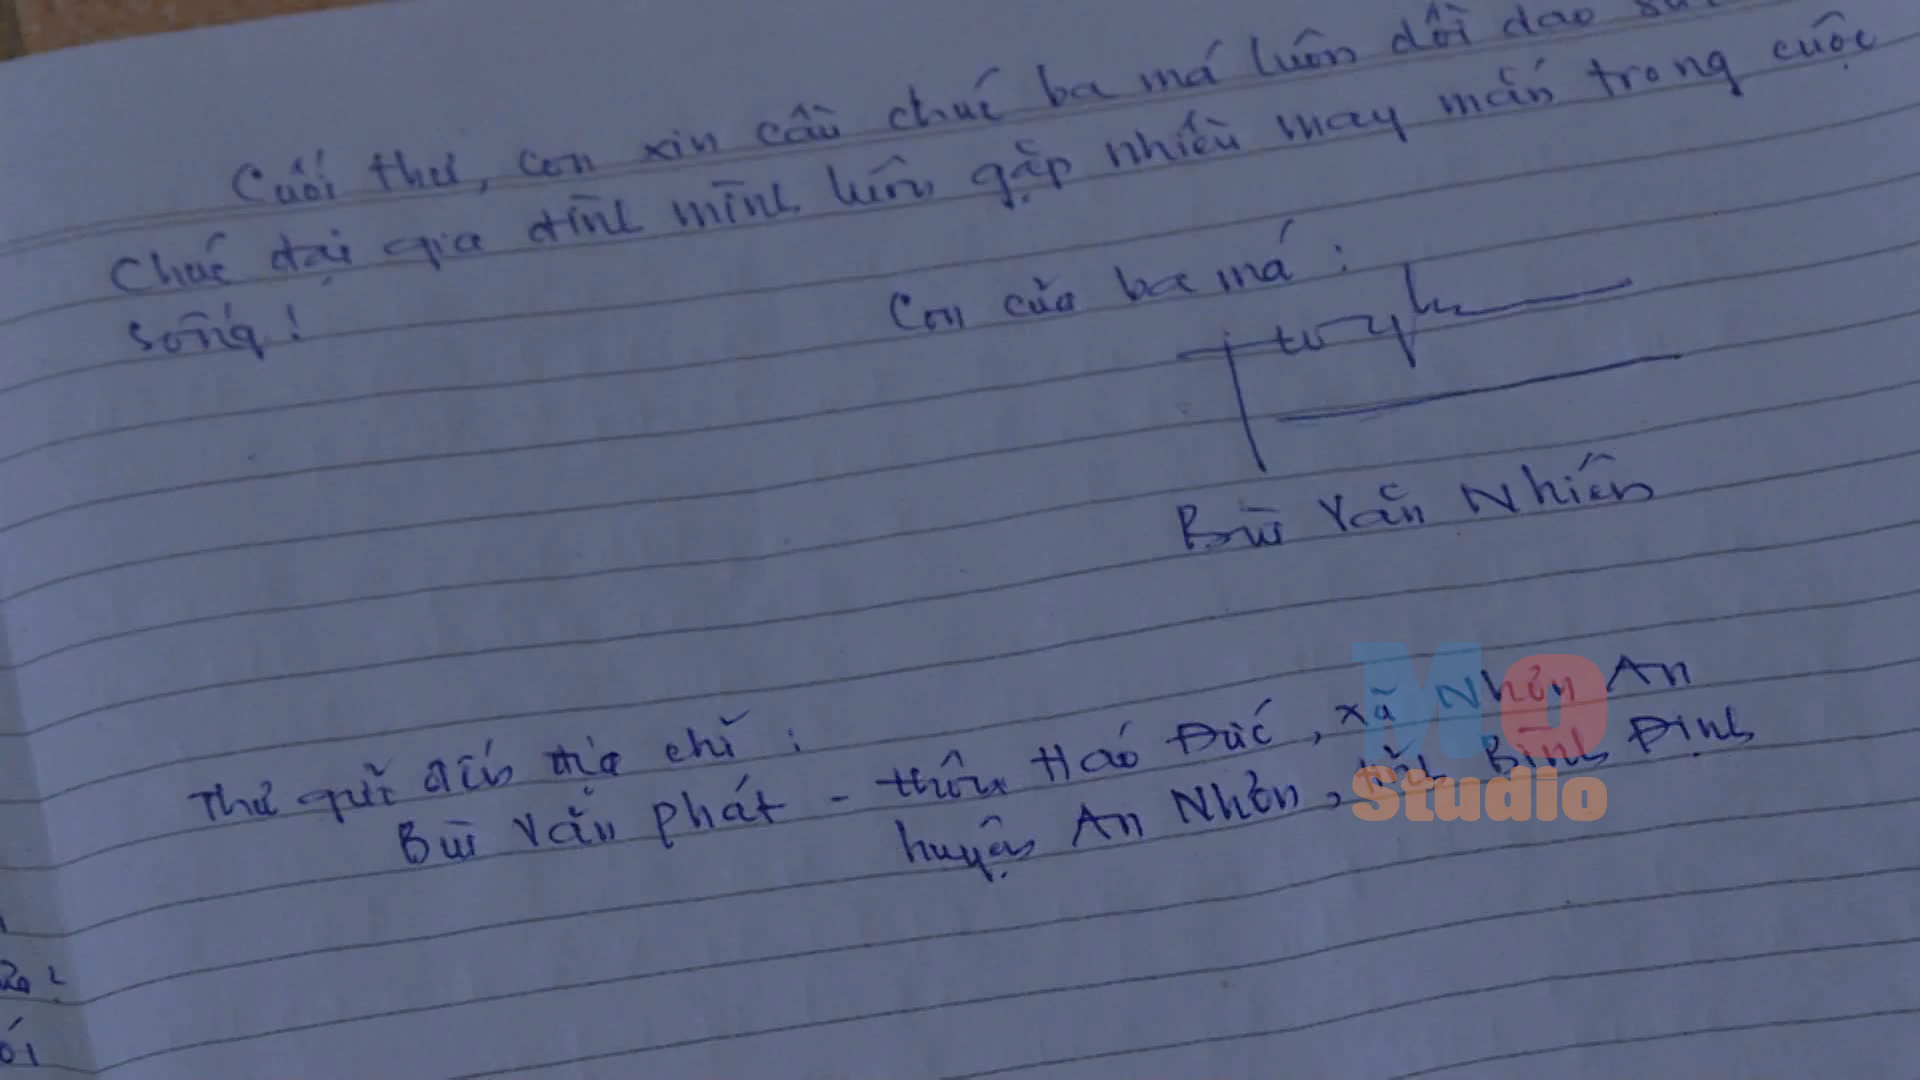 Cuối thư, con xin cầu chúc ba má luôn dồi dào
Chúc đại gia đình mình luôn gặp nhiều may mắn trong cuộc
sống!
Con của ba má:
Bùi Văn Nhiên
Thư gửi đến địa chỉ:
Bùi Văn Phát - thôn Háo Đức, xã Nhơn An
huyện An Nhơn, tỉnh Bình Định
MO
Studio